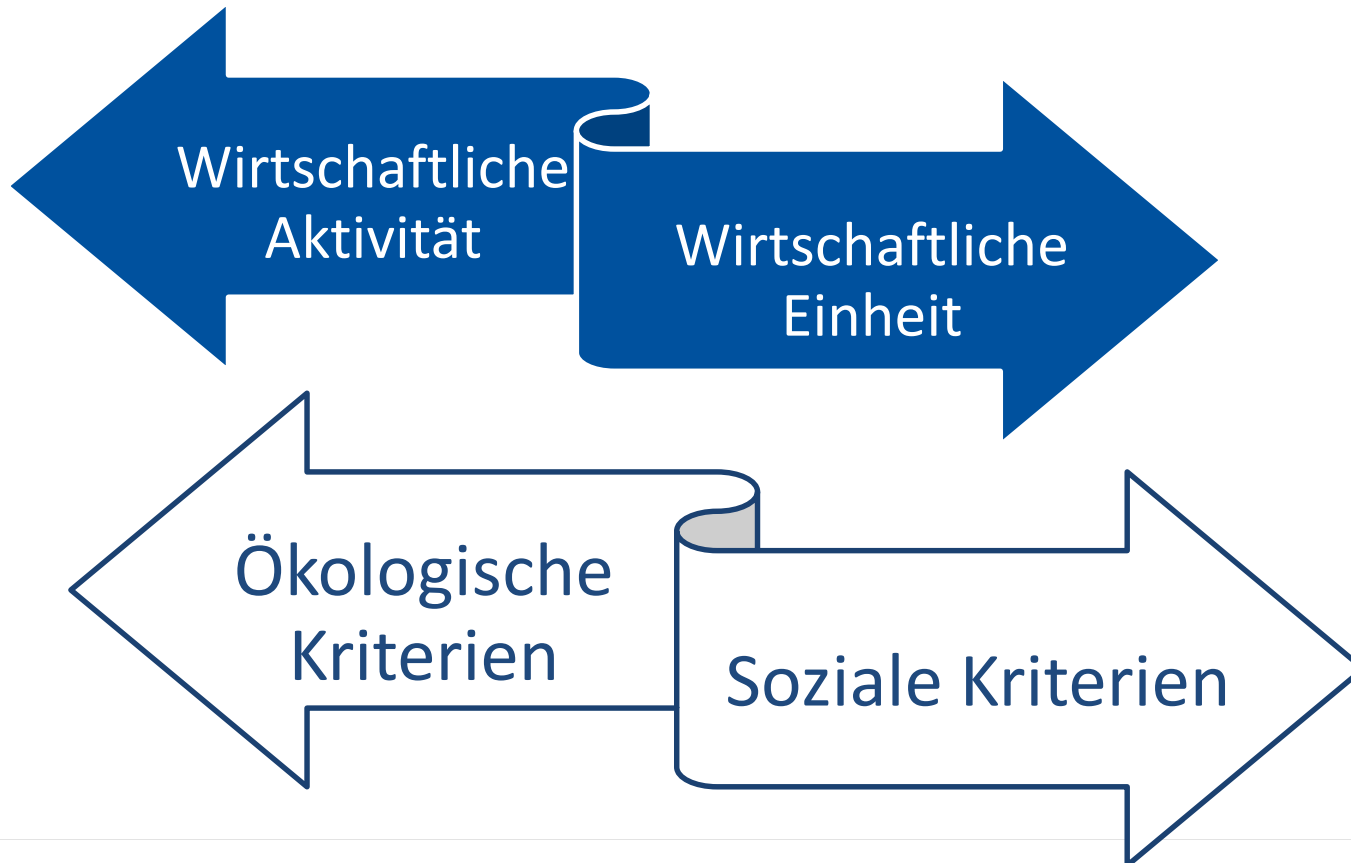 Wirtschaftliche
Aktivität
Wirtschaftliche
Einheit
Ökologische
Kriterien
Soziale Kriterien